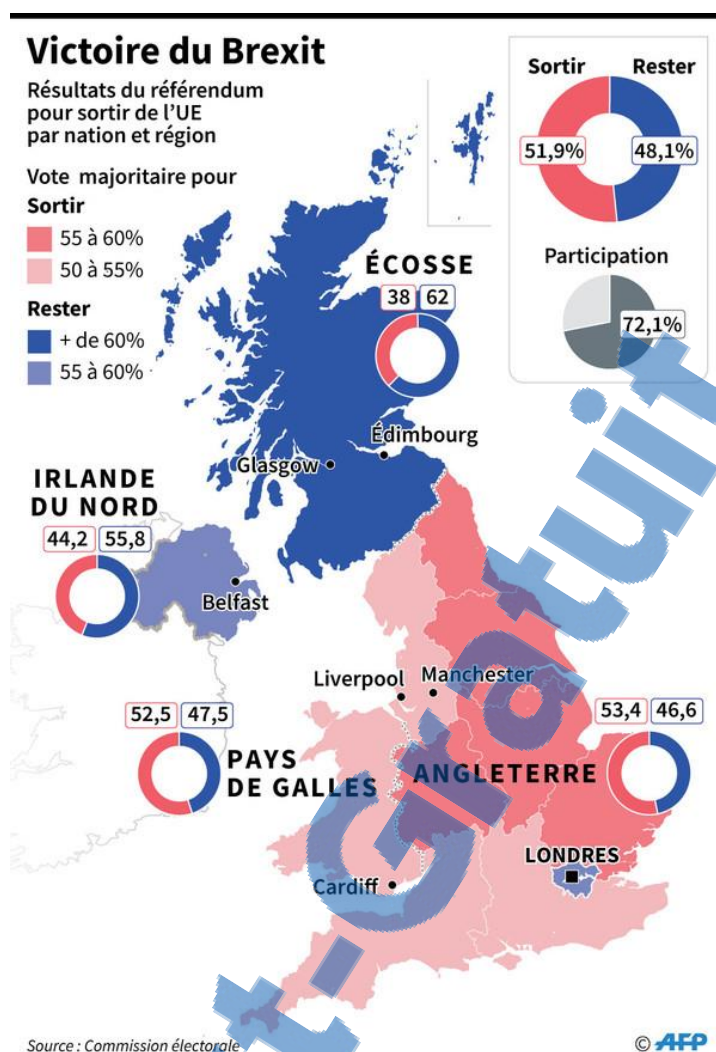 Victoire du Brexit
Résultats du référendum
pour sortir de l'UE
par nation et région
Vote majoritaire pour
Sortir
55 à 60%
50 à 55%
Rester
+ de 60%
55 à 60%
Sortir Rester
51,9% 48,1%
Participation
72,1%
ÉCOSSE
38 62
Édimbourg
Glasgow
IRLANDE
DU NORD
44,2 55,8
Belfast
Liverpool Manchester
52,5 47,5
PAYS
DE GALLES
53,4 46,6
ANGLETERRE
LONDRES
Cardiff
t-Gratuit
Source : Commission électorale
© AFP